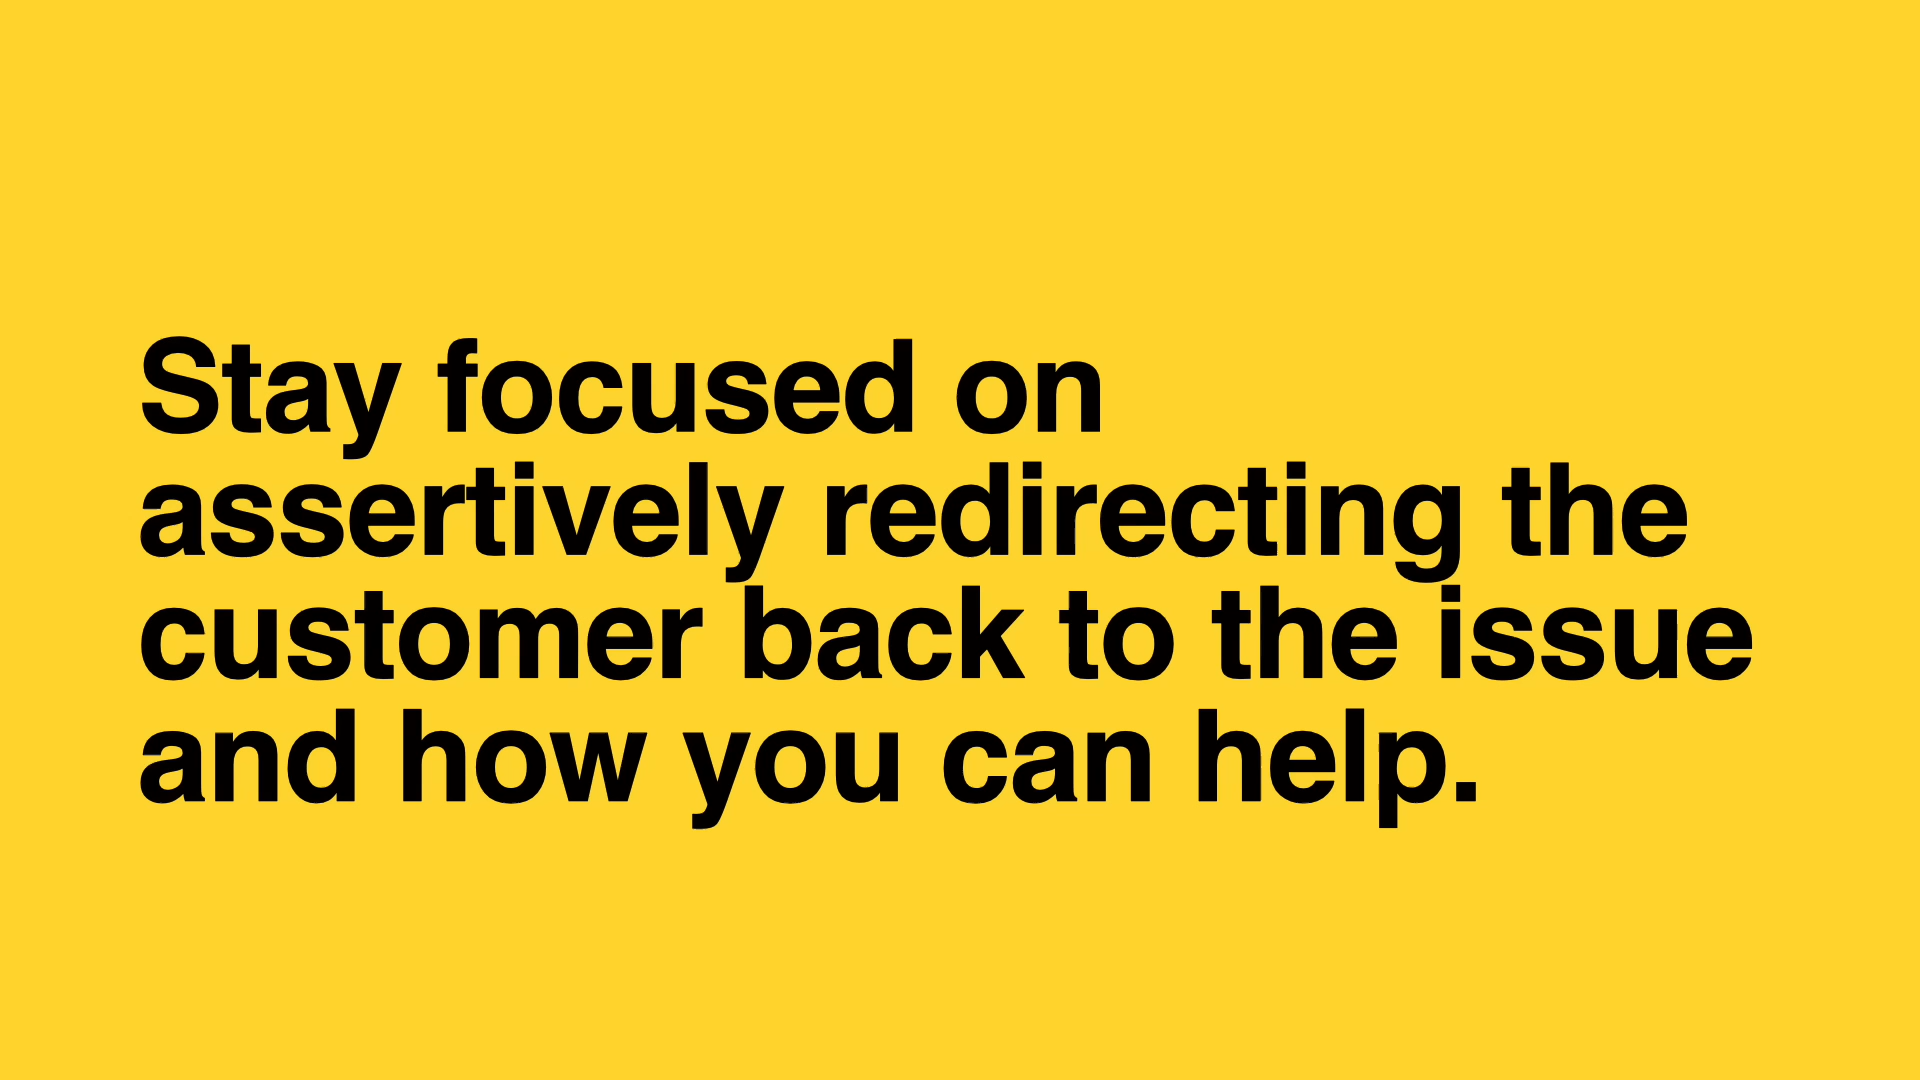 Stay focused on
assertively redirecting the
customer back to the issue
and how you can help.